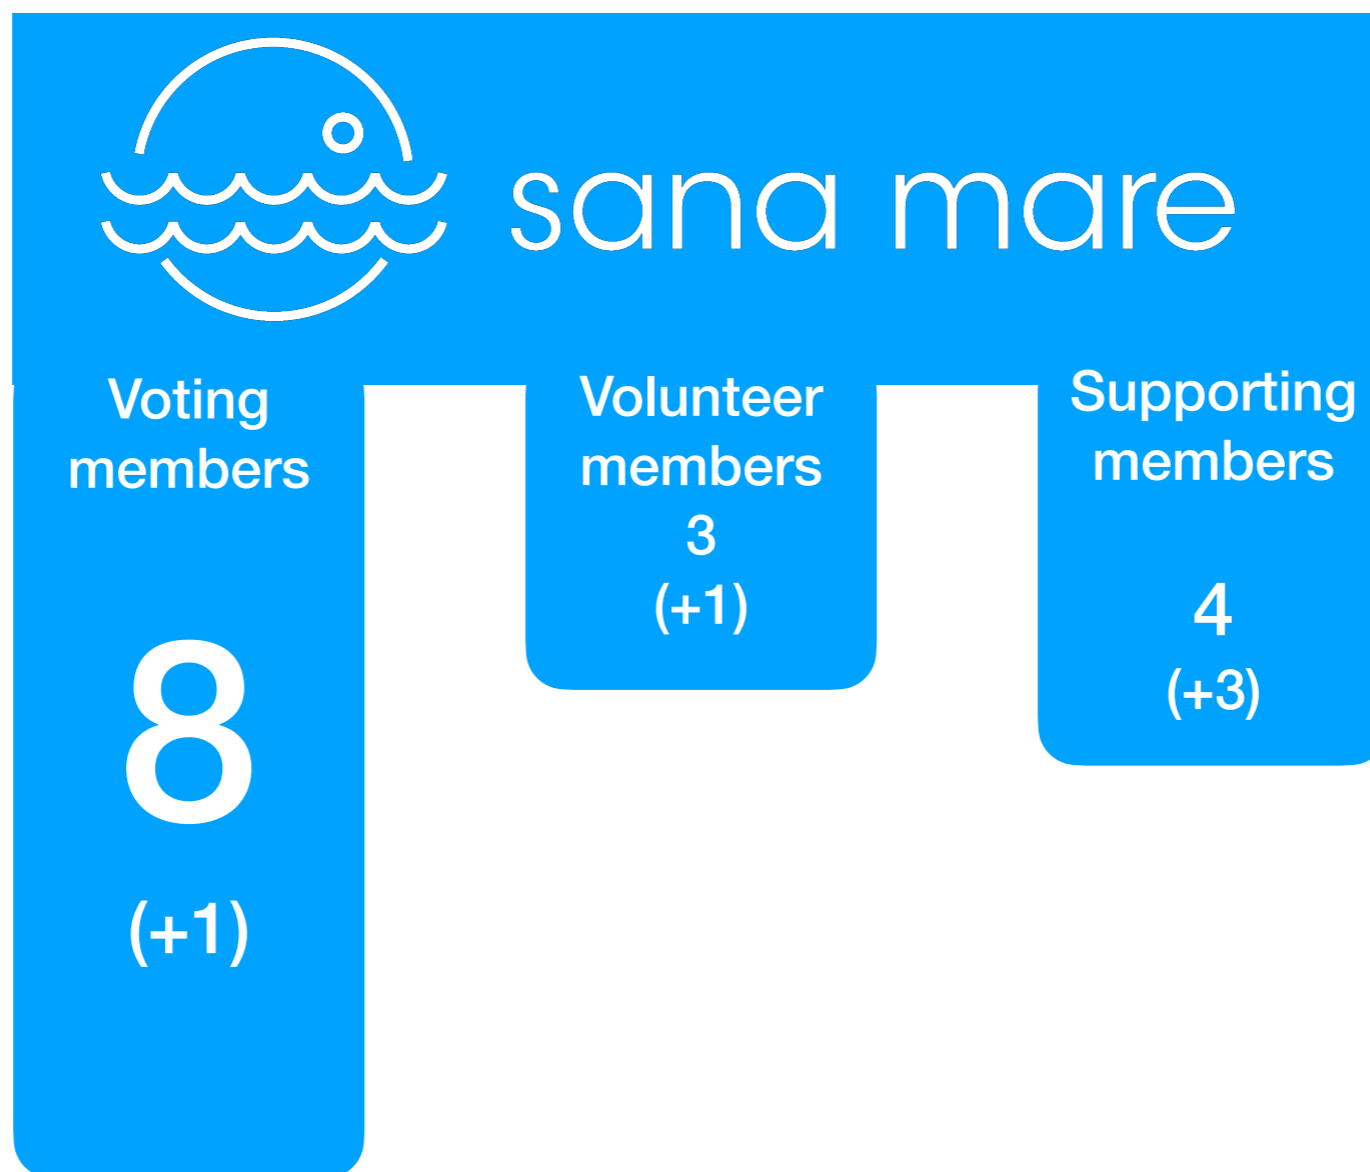 sana mare
Voting
members
8
(+1)
Volunteer
members
3
(+1)
Supporting
members
4
(+3)